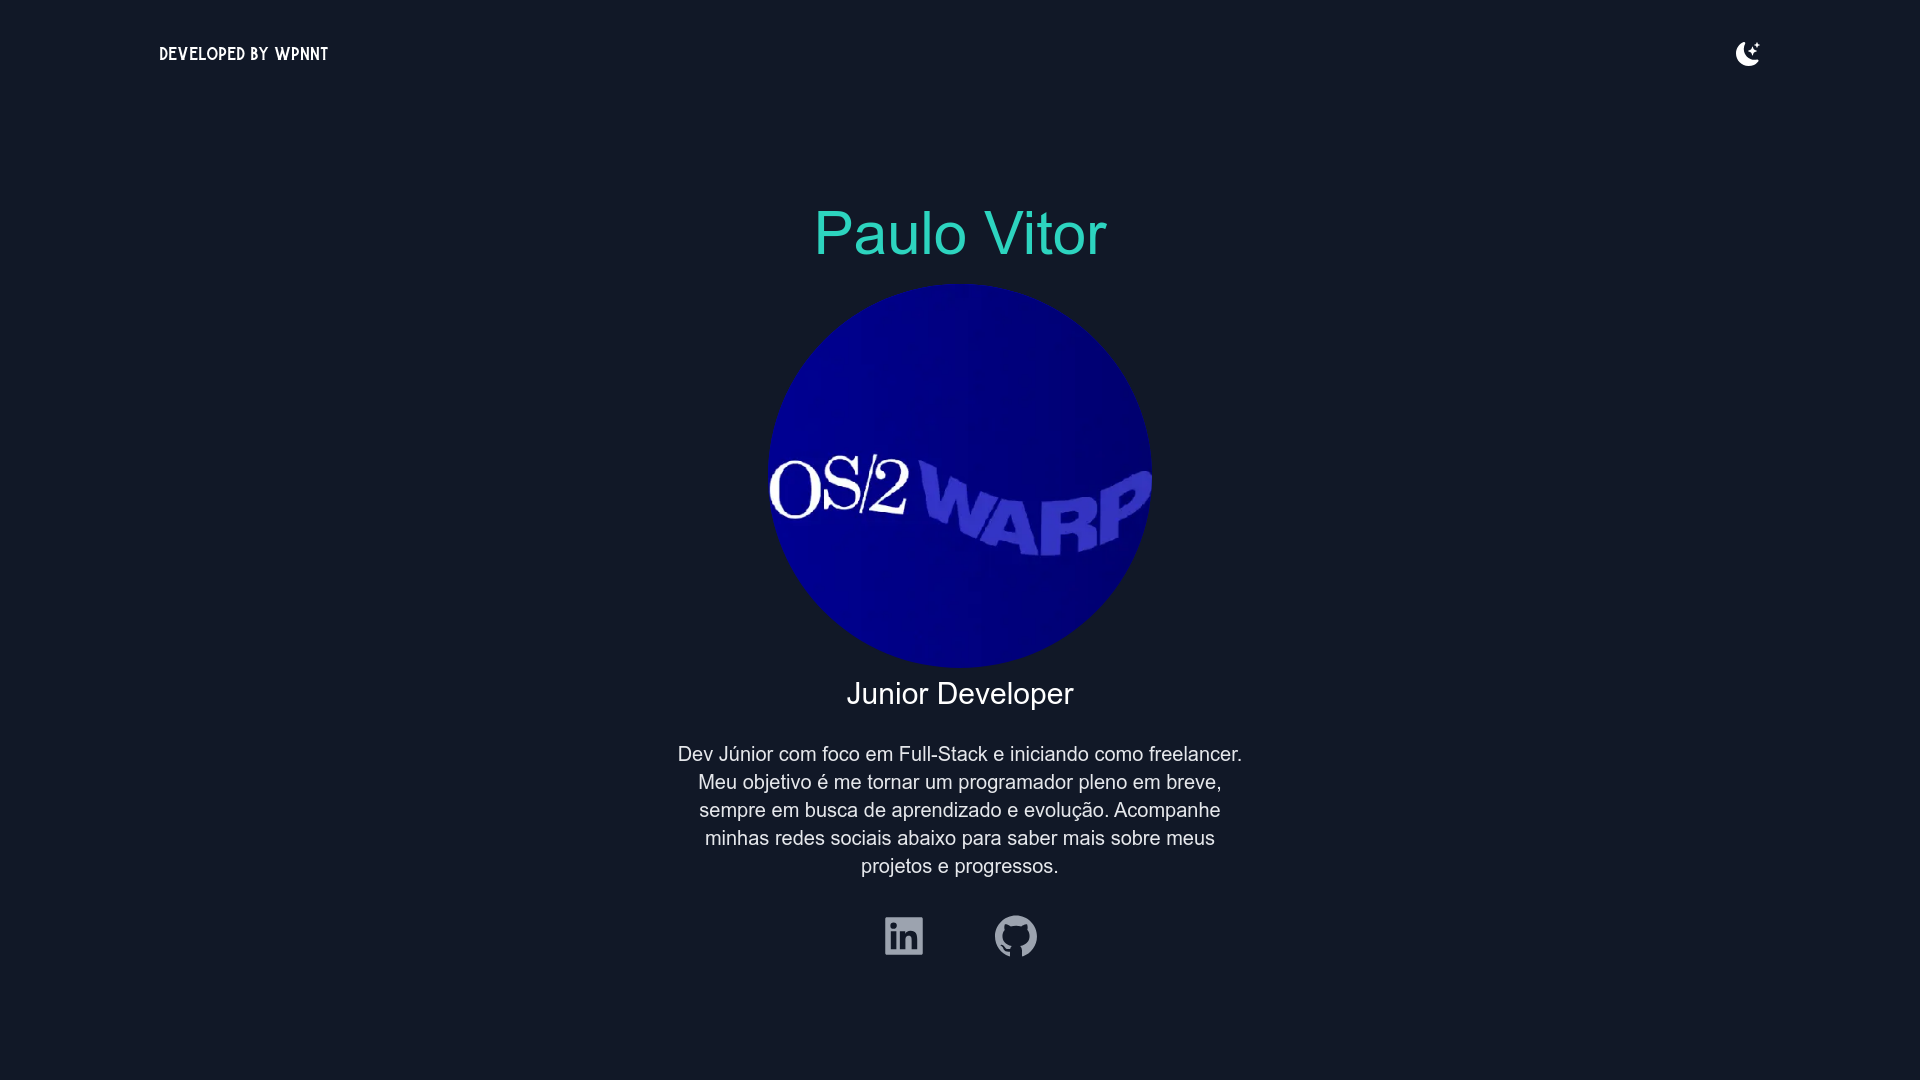 DEVELOPED BY WPNNT
Paulo Vitor
OS/2 WARP
Junior Developer
Dev Júnior com foco em Full-Stack e iniciando como freelancer.
Meu objetivo é me tornar um programador pleno em breve,
sempre em busca de aprendizado e evolução. Acompanhe
minhas redes sociais abaixo para saber mais sobre meus
projetos e progressos.
in